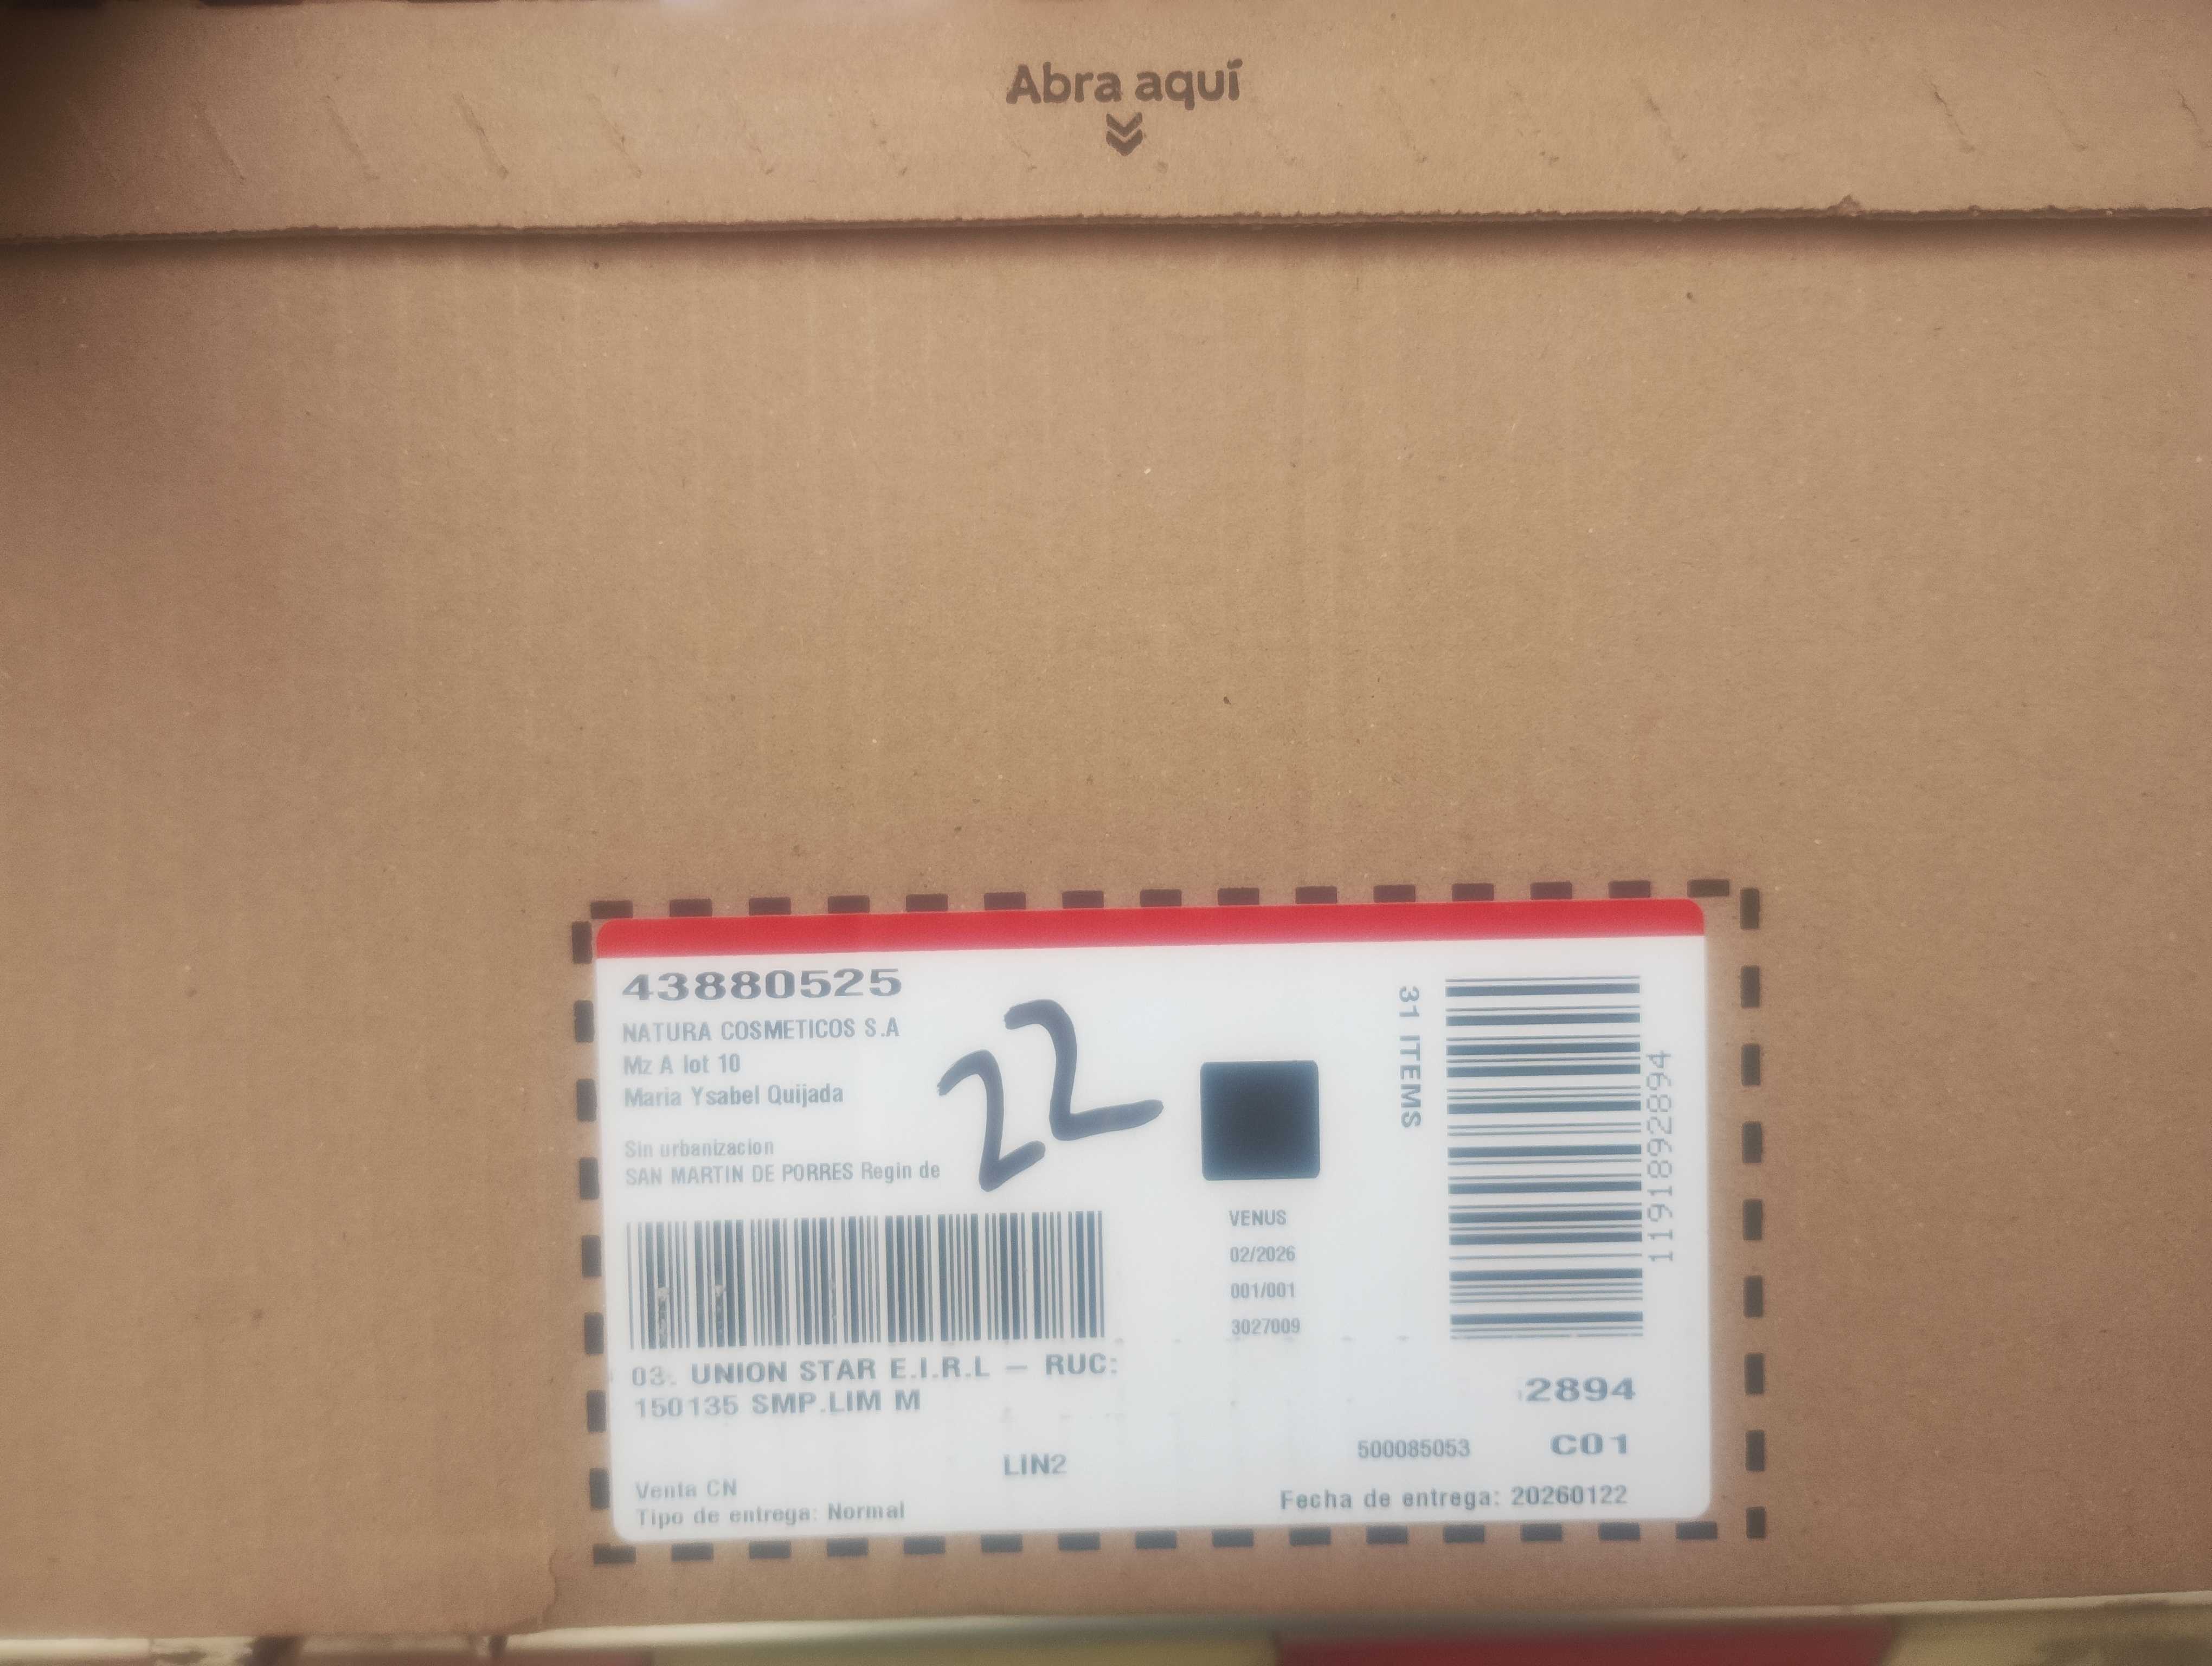 Abra aquí
43880525
NATURA COSMETICOS S.A
Mz A lot 10
Maria Ysabel Quijada
22
Sin urbanizacion
SAN MARTIN DE PORRES Regin de
31 ITEMS
1191892894
VENUS
02/2026
001/001
3027009
03. UNION STAR E.I.R.L – RUC:
150135 SMP.LIM M
2894
LIN2
500085053
C01
Venta CN
Tipo de entrega: Normal
Fecha de entrega: 20260122